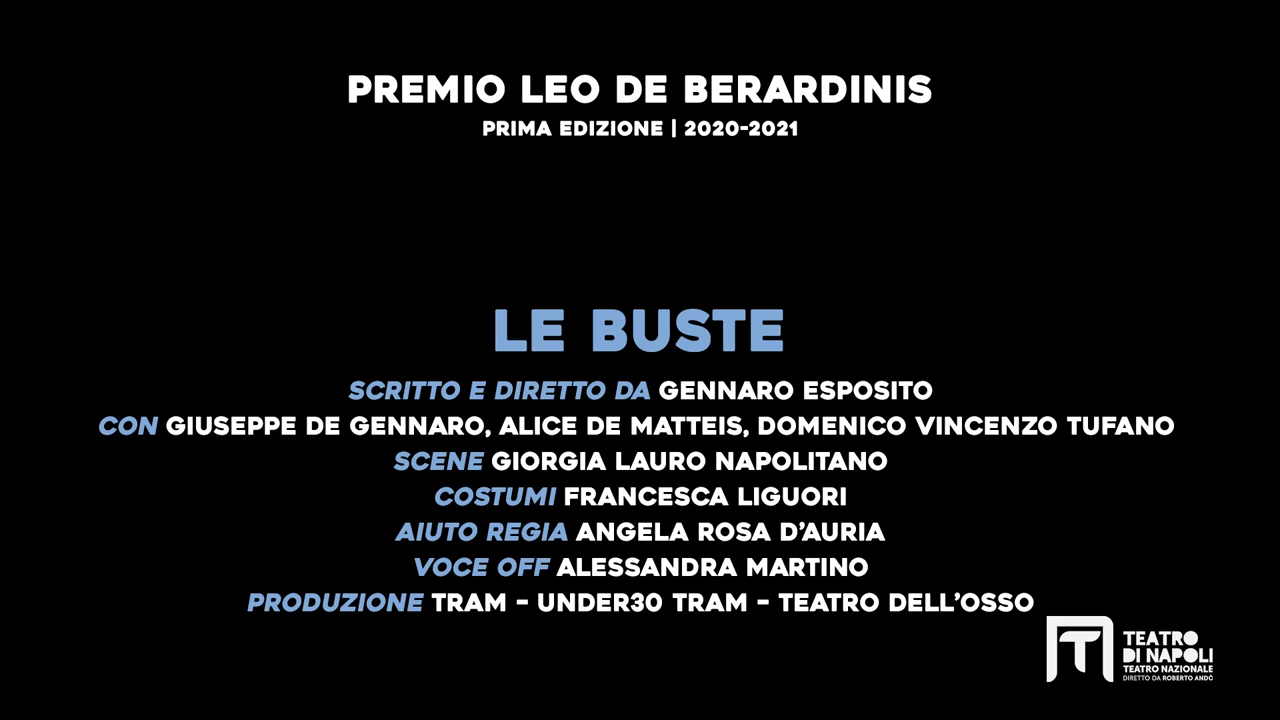 PREMIO LEO DE BERARDINIS
PRIMA EDIZIONE | 2020-2021
LE BUSTE
SCRITTO E DIRETTO DA GENNARO ESPOSITO
CON GIUSEPPE DE GENNARO, ALICE DE MATTEIS, DOMENICO VINCENZO TUFANO
SCENE GIORGIA LAURO NAPOLITANO
COSTUMI FRANCESCA LIGUORI
AIUTO REGIA ANGELA ROSA D'AURIA
VOCE OFF ALESSANDRA MARTINO
PRODUZIONE TRAM – UNDER30 TRAM – TEATRO DELL'OSSO
TEATRO
DI NAPOLI
TEATRO NAZIONALE
DIRETTO DA ROBERTO ANDÒ